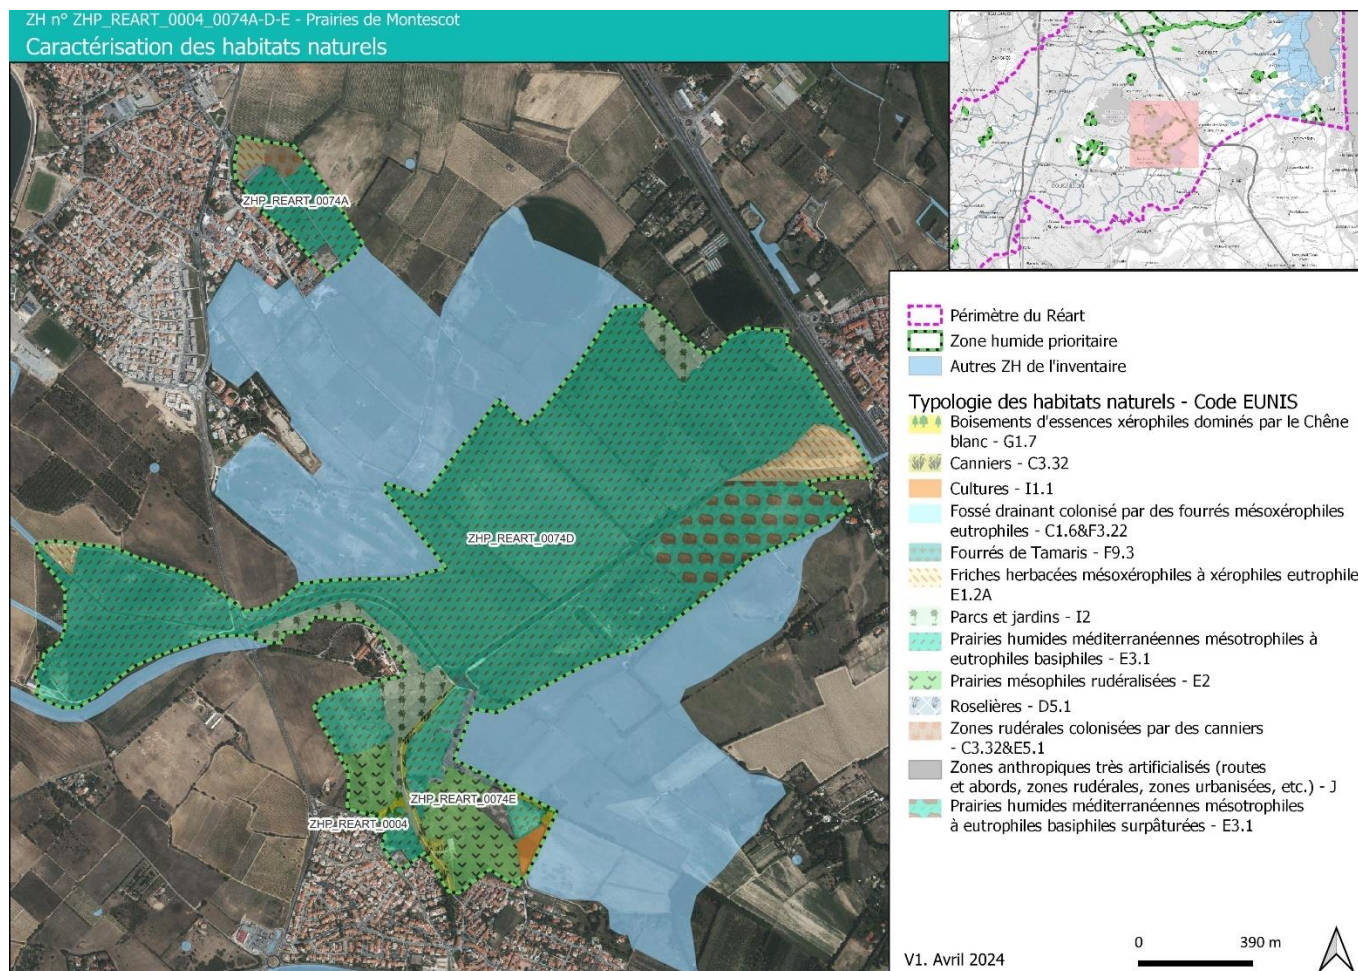 ZH n° ZHP_REART_0004_0074A-D-E - Prairies de Montescot
Caractérisation des habitats naturels
ZHP_REART_0074A
ZHP_REART_0074D
ZHP_REART_0074E
ZHP_REART_0004
Périmètre du Réart
Zone humide prioritaire
Autres ZH de l'inventaire
Typologie des habitats naturels - Code EUNIS
Boisements d'essences xérophiles dominés par le Chêne
blanc - G1.7
Canniers - C3.32
Cultures - I1.1
Fossé drainant colonisé par des fourrés mésoxérophiles
eutrophiles - C1.6&F3.22
Fourrés de Tamaris - F9.3
Friches herbacées mésoxérophiles à xérophiles eutrophile
E1.2A
Parcs et jardins - I2
Prairies humides méditerranéennes mésotrophiles à
eutrophiles basiphiles - E3.1
Prairies mésophiles rudéralisées - E2
Roselières - D5.1
Zones rudérales colonisées par des canniers
- C3.32&E5.1
Zones anthropiques très artificialisés (routes
et abords, zones rudérales, zones urbanisées, etc.) - J
Prairies humides méditerranéennes mésotrophiles
à eutrophiles basiphiles surpâturées - E3.1
V1. Avril 2024
0 390 m